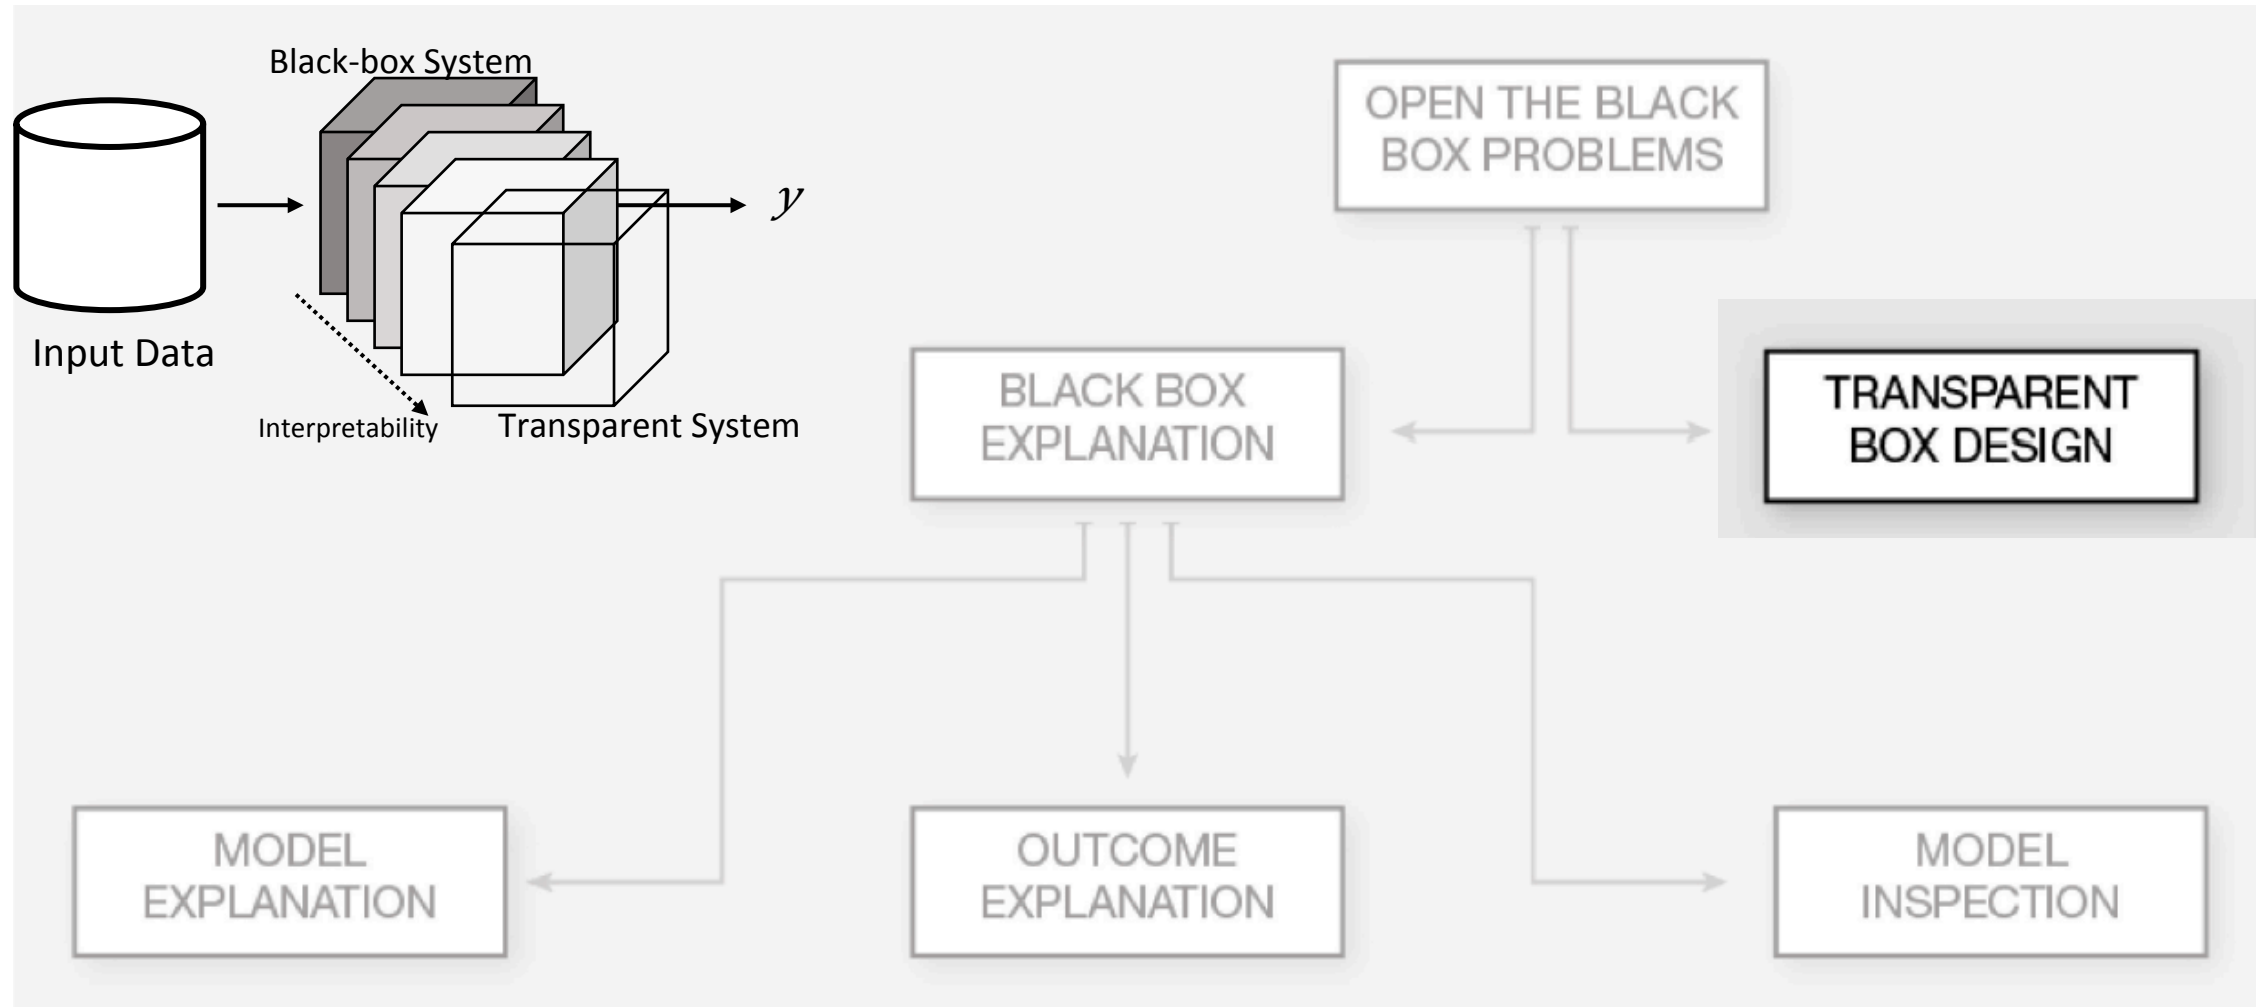 Black-box System
Input Data
Interpretability
Transparent System
y
OPEN THE BLACK
BOX PROBLEMS
BLACK BOX
EXPLANATION
TRANSPARENT
BOX DESIGN
MODEL
EXPLANATION
OUTCOME
EXPLANATION
MODEL
INSPECTION